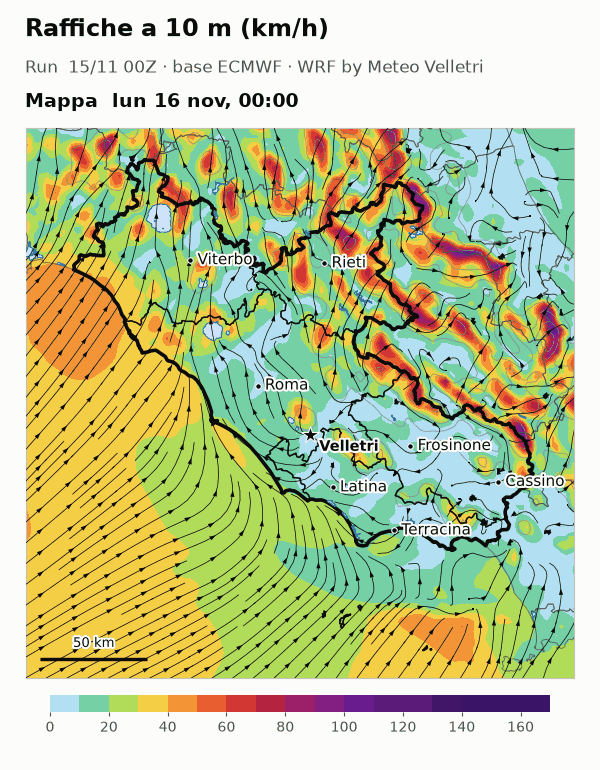 Raffiche a 10 m (km/h)
Run 15/11 00Z · base ECMWF · WRF by Meteo Velletri
Mappa lun 16 nov, 00:00
Viterbo
Rieti
Roma
Velletri
Frosinone
Latina
Cassino
Terracina
50 km
0 20 40 60 80 100 120 140 160